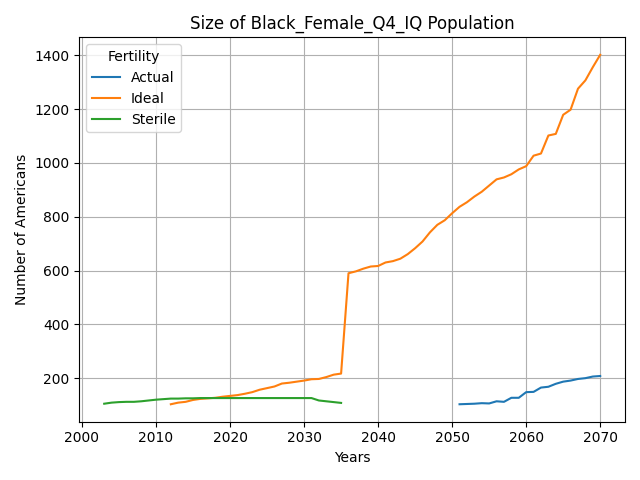 Size of Black_Female_Q4_IQ Population
Fertility
Actual
Ideal
Sterile
Number of Americans
1400
1200
1000
800
600
400
200
2000
2010
2020
2030
2040
2050
2060
2070
Years